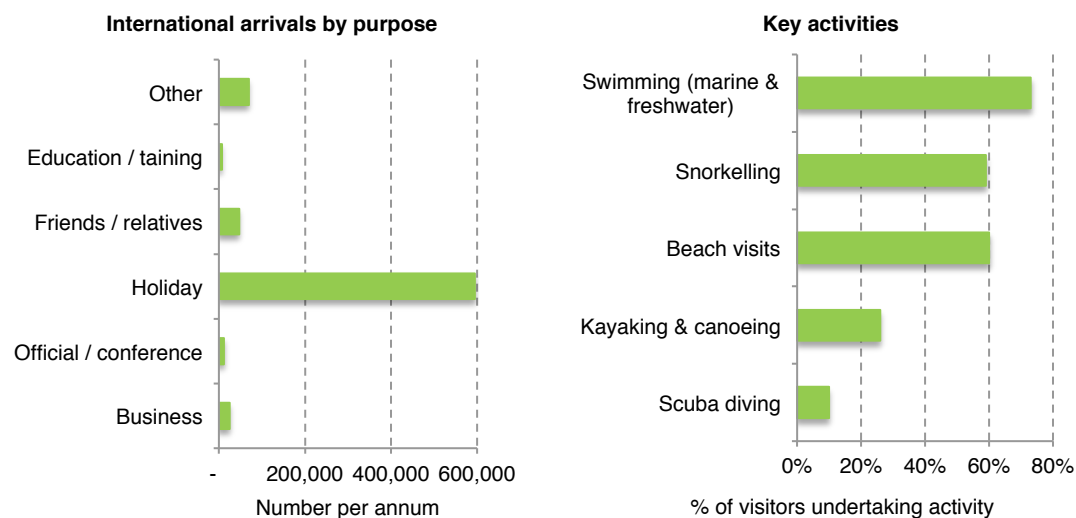 International arrivals by purpose
Other
Education / taining
Friends / relatives
Holiday
Official / conference
Business
-
200,000
400,000
600,000
Number per annum
Key activities
Swimming (marine &
freshwater)
Snorkelling
Beach visits
Kayaking & canoeing
Scuba diving
0%
20%
40%
60%
80%
% of visitors undertaking activity